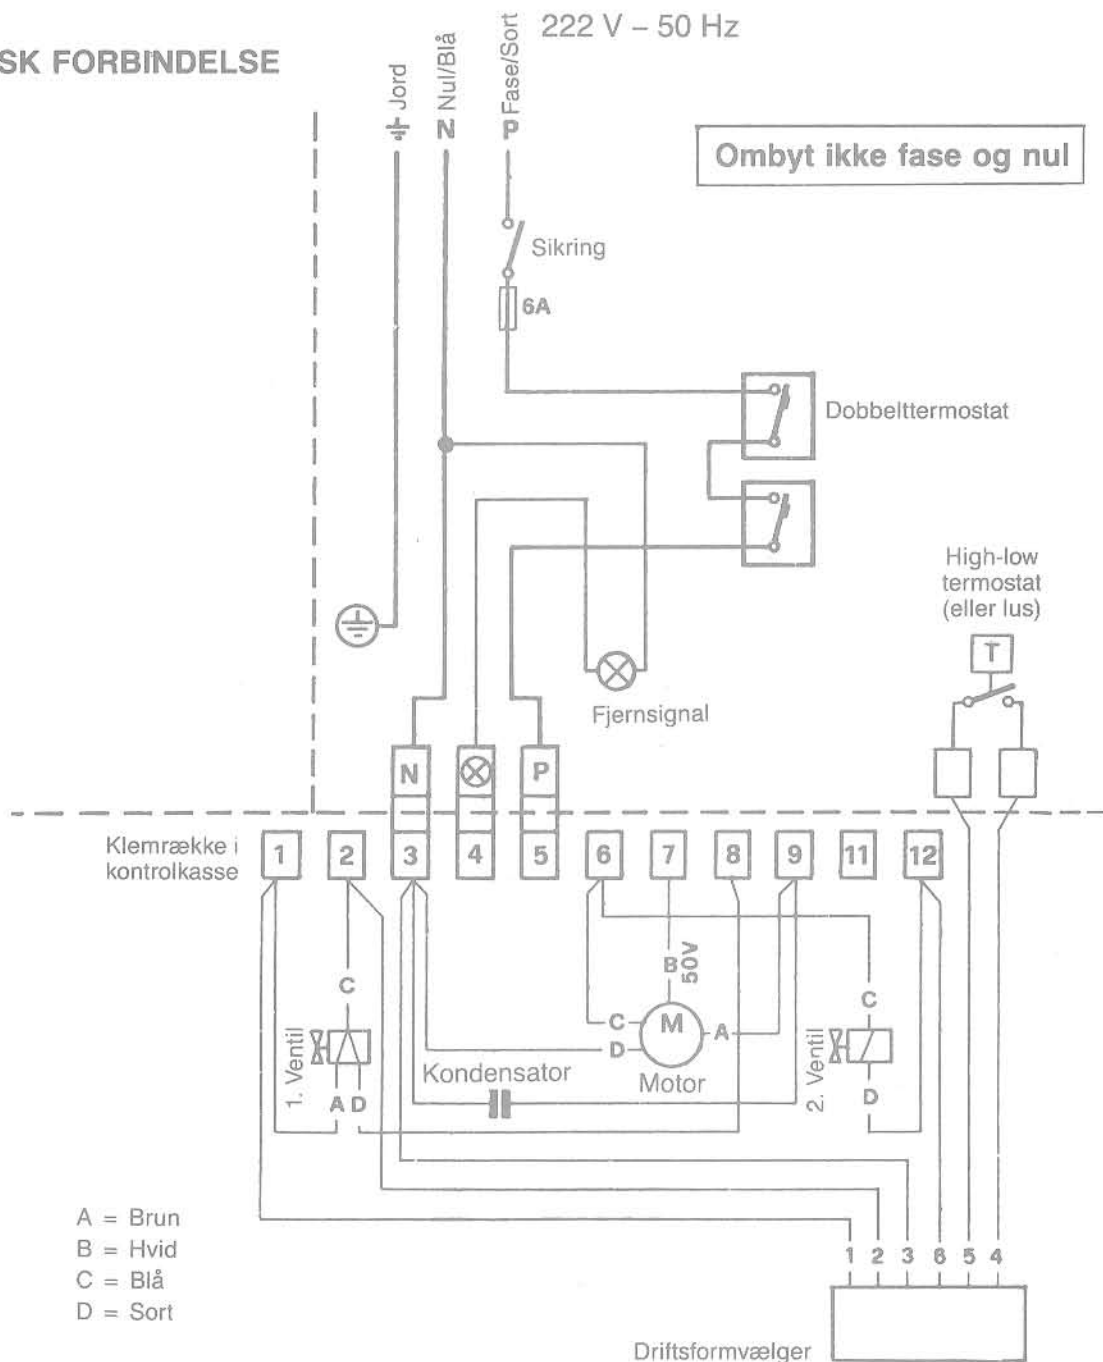 222 V – 50 Hz
SK FORBINDELSE
Jord
N Nul/Blå
P Fase/Sort
Ombyt ikke fase og nul
Sikring
6A
Dobbelttermostat
High-low
termostat
(eller lus)
T
Fjernsignal
N
P
Klemrække i
kontrolkasse
1
2
3
4
5
6
7
8
9
11
12
B
50V
C
C
C
M
A
D
1. Ventil
2. Ventil
Kondensator
Motor
A D
D
A = Brun
B = Hvid
C = Blå
D = Sort
1 2 3 6 5 4
Driftsformvælger